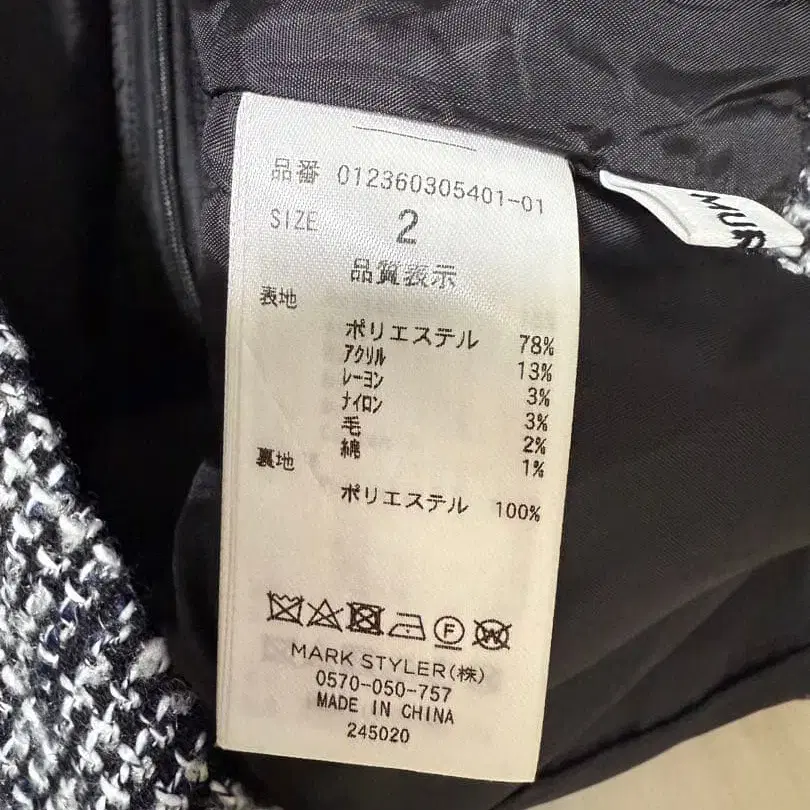 品番 012360305401-01
SIZE 2
品質表示
表地
ポリエステル 78%
アクリル 13%
レーヨン 3%
ナイロン 3%
毛 2%
綿 1%
裏地
ポリエステル 100%
F W
MARK STYLER(株)
0570-050-757
MADE IN CHINA
245020
MUR